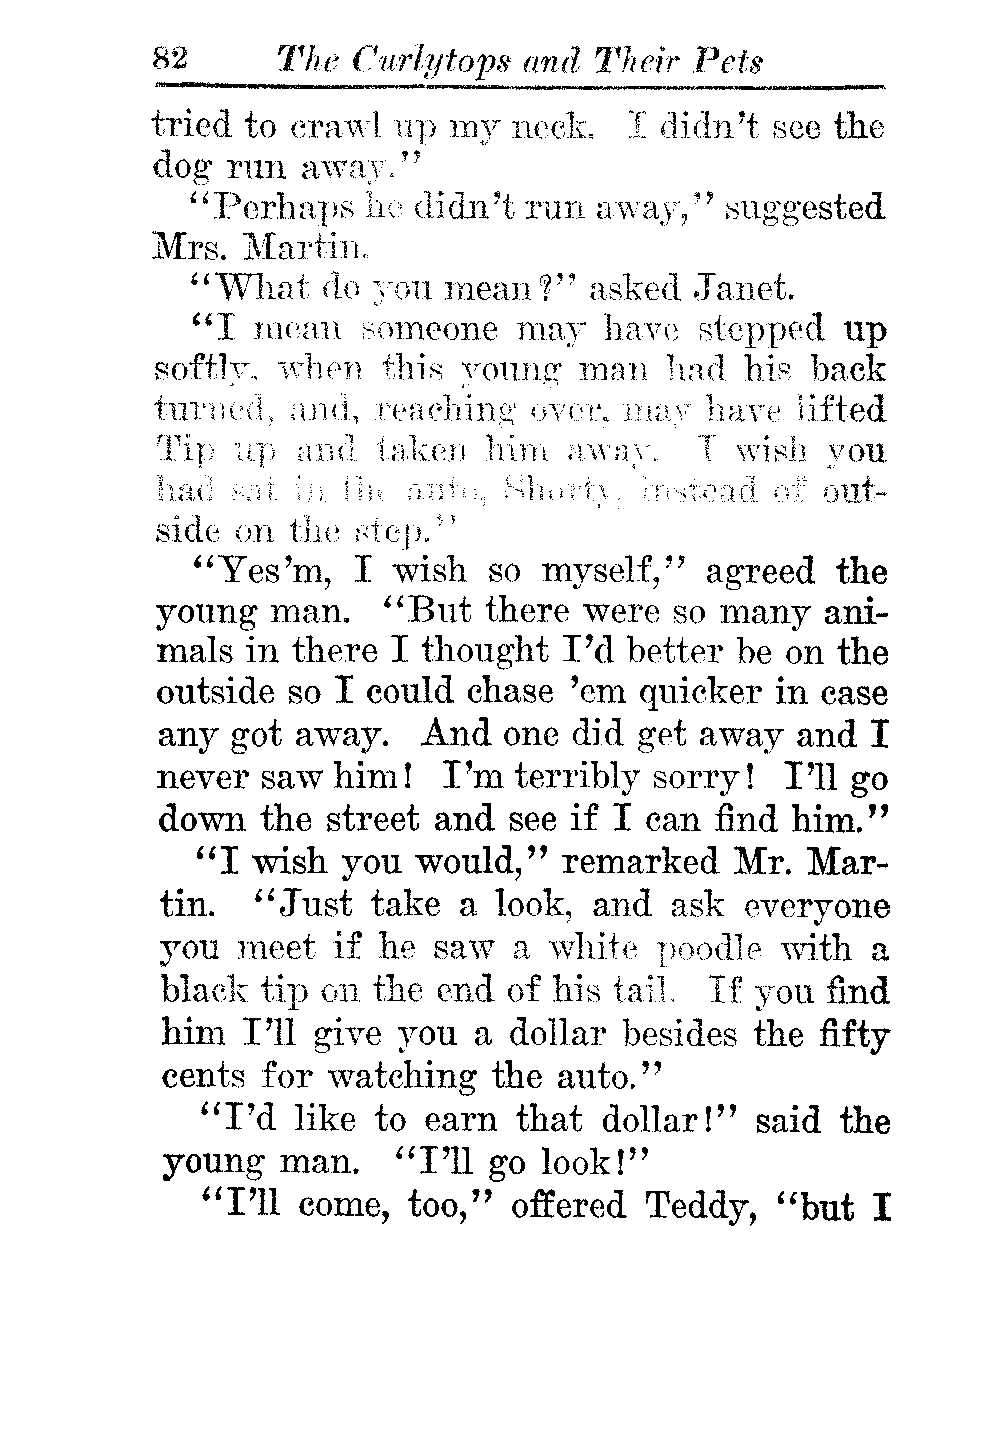 82 The Curlytops and Their Pets
tried to crawl up my neck. I didn't see the
dog run away."
"Perhaps he didn't run away," suggested
Mrs. Martin.
"What do you mean?" asked Janet.
"I mean someone may have stepped up
softly, when this young man had his back
turned, and, reaching over, may have lifted
Tip up and taken him away. I wish you
had sat in the auto, Shorty, instead of out-
side on the step."
"Yes'm, I wish so myself," agreed the
young man. "But there were so many ani-
mals in there I thought I'd better be on the
outside so I could chase 'em quicker in case
any got away. And one did get away and I
never saw him! I'm terribly sorry! I'll go
down the street and see if I can find him."
"I wish you would," remarked Mr. Mar-
tin. "Just take a look, and ask everyone
you meet if he saw a white poodle with a
black tip on the end of his tail. If you find
him I'll give you a dollar besides the fifty
cents for watching the auto."
"I'd like to earn that dollar!" said the
young man. "I'll go look!"
"I'll come, too," offered Teddy, "but I